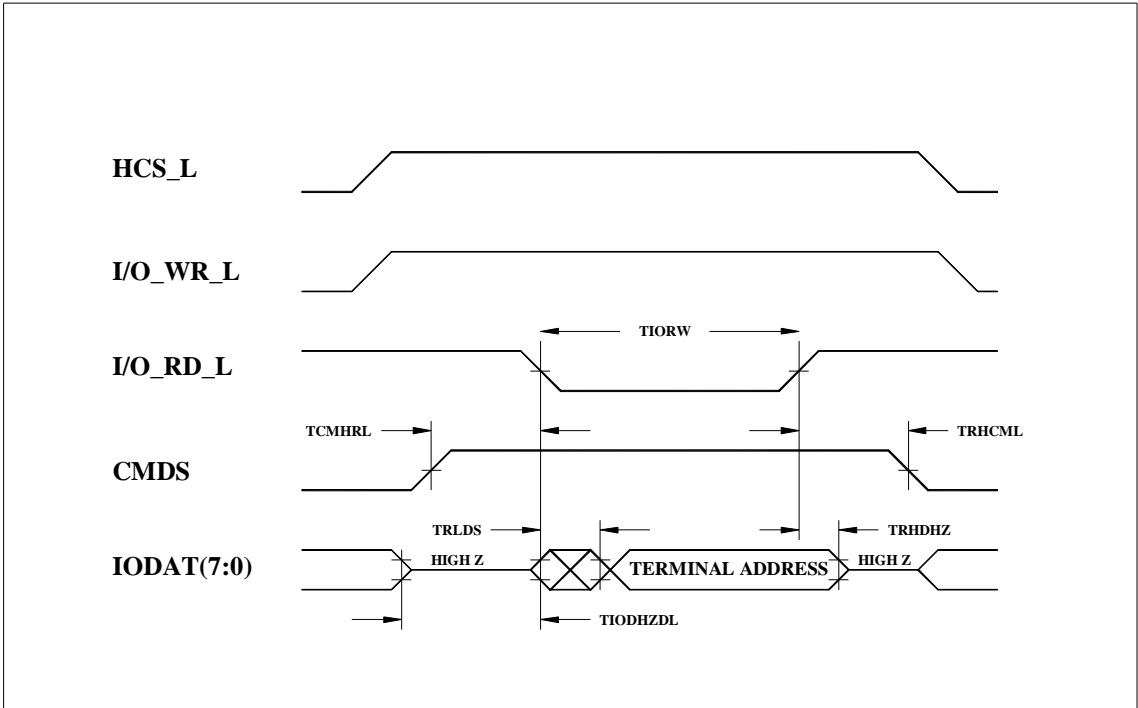 HCS_L
I/O_WR_L
TIORW
I/O_RD_L
TCMHRL
TRHCML
CMDS
TRLDS
TRHDHZ
IODAT(7:0)
HIGH Z
TERMINAL ADDRESS
HIGH Z
TIODHZDL